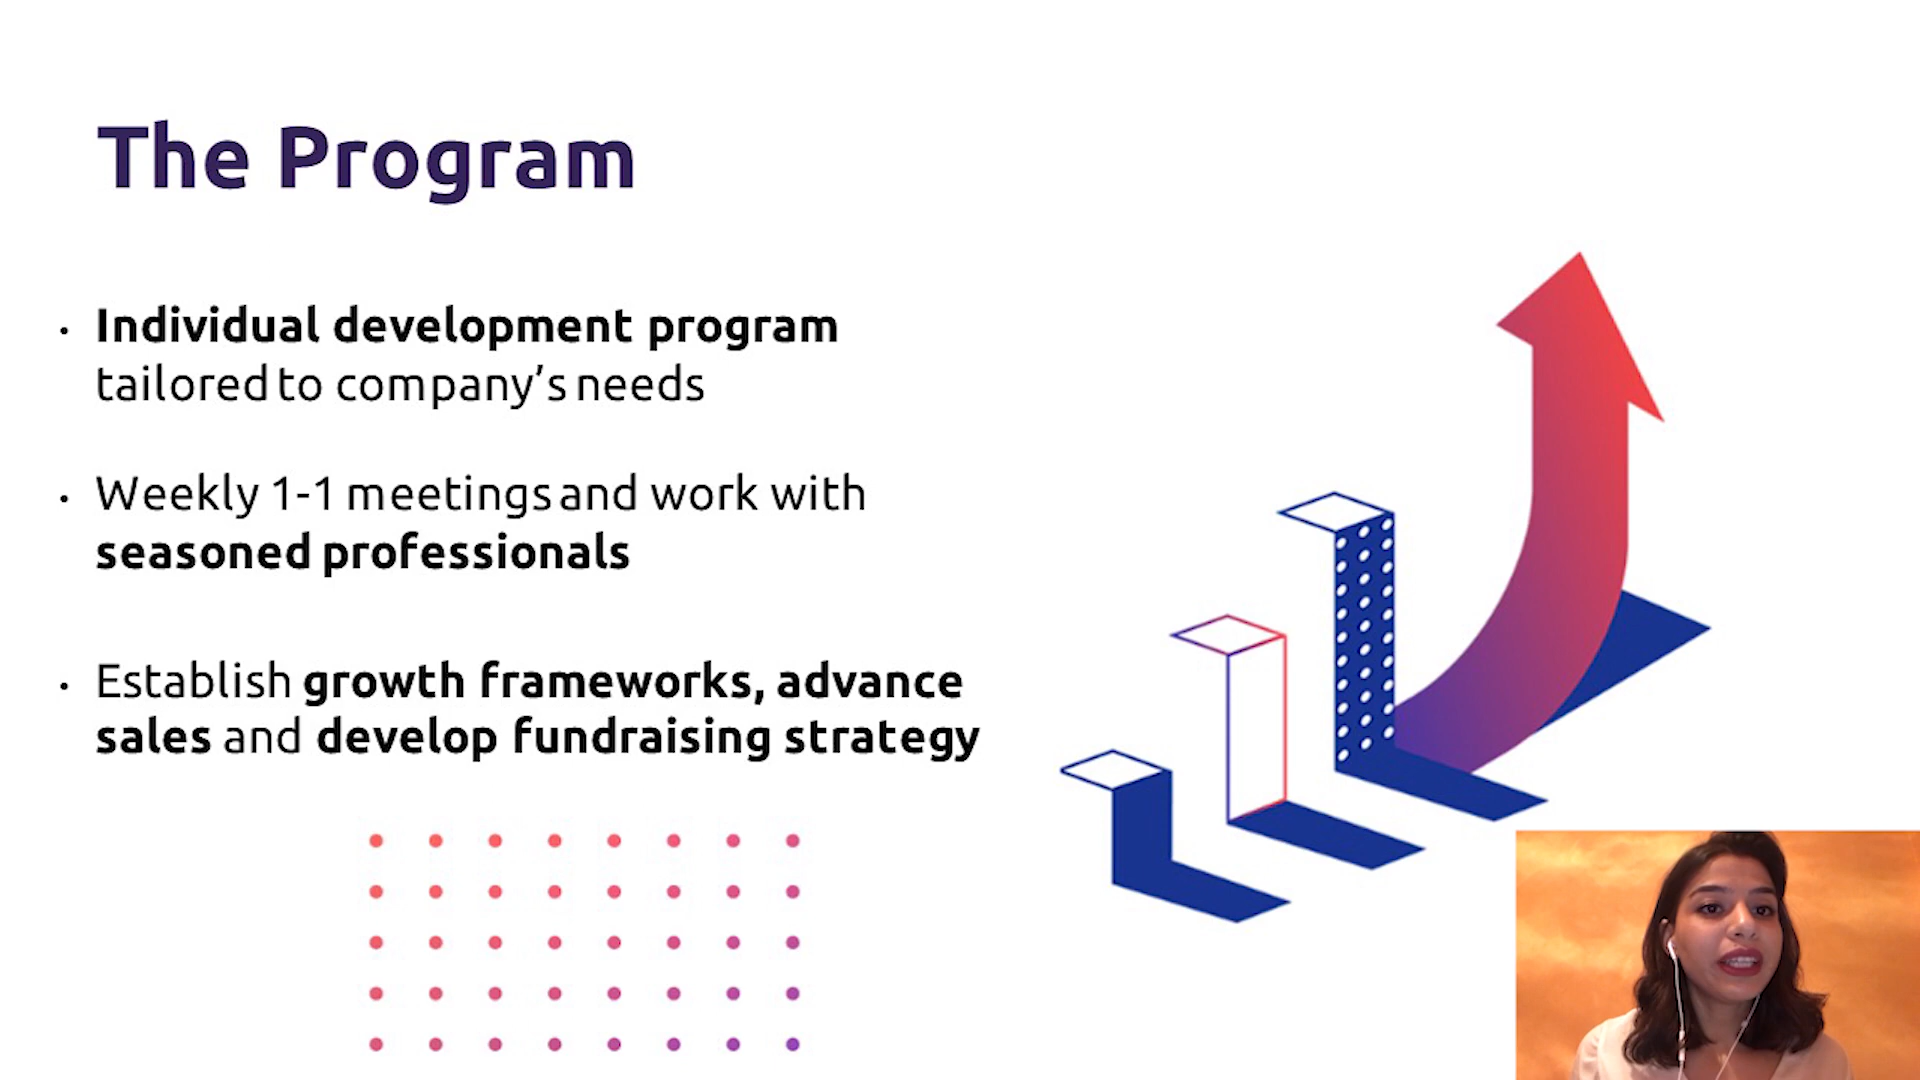 The Program
Individual development program
tailored to company’s needs
Weekly 1-1 meetings and work with
seasoned professionals
Establish growth frameworks, advance
sales and develop fundraising strategy